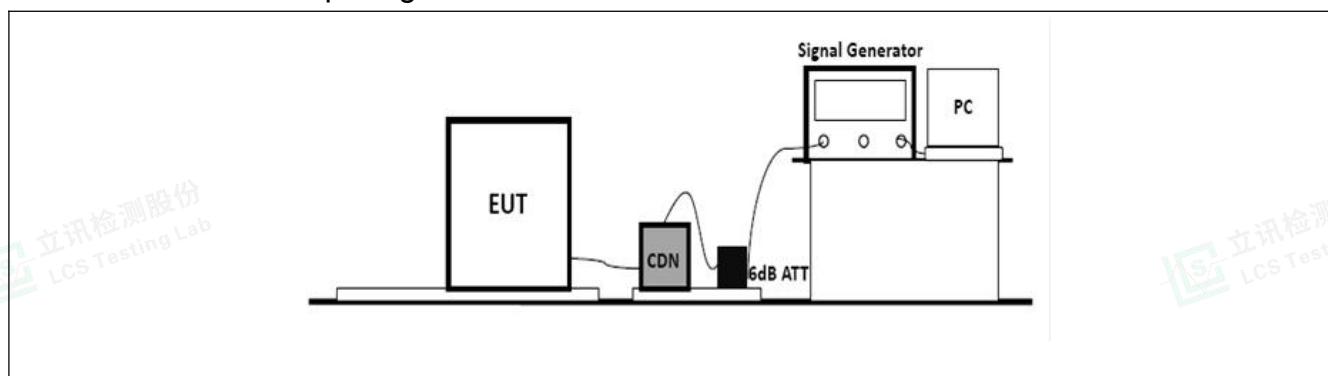 Signal Generator
PC
EUT
CDN
6dB ATT
立讯检测股份
LCS Testing Lab
立讯检测
LCS Test